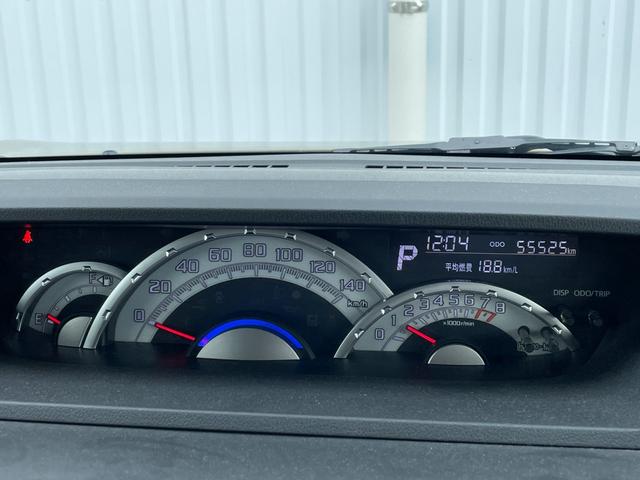 P 12:04 ODO 55525km
平均燃費 18.8km/L
DISP ODO/TRIP
E F
0 20 40 60 80 100 120 140 km/h
0 1 2 3 4 5 6 7 8
×1000r/min